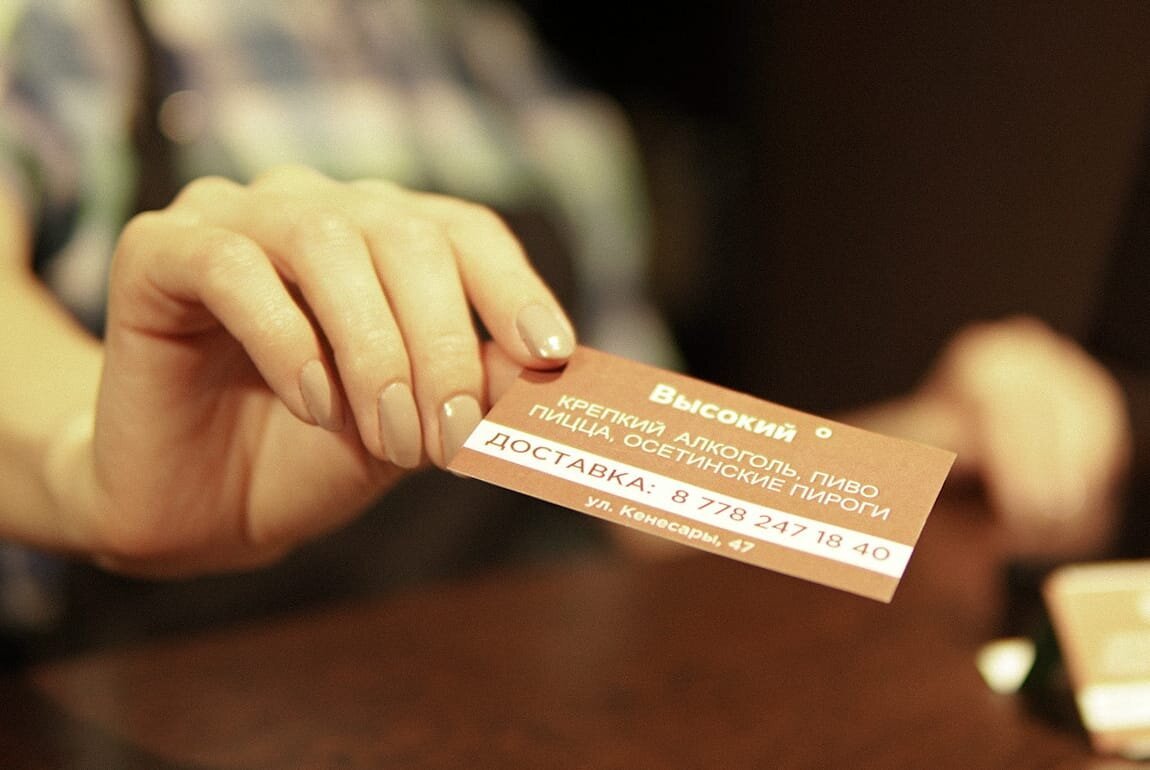 Высокий °
КРЕПКИЙ АЛКОГОЛЬ, ПИВО
ПИЦЦА, ОСЕТИНСКИЕ ПИРОГИ
ДОСТАВКА: 8 778 247 18 40
ул. Кенесары, 47